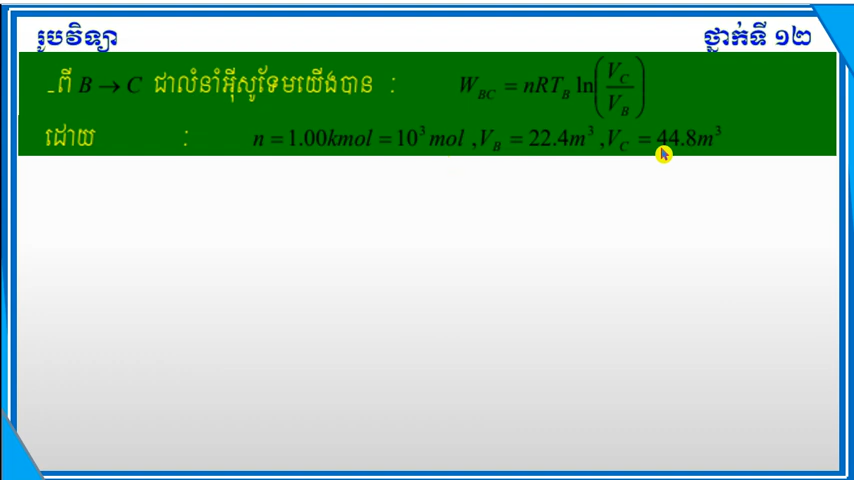 រូបវិទ្យា
ថ្នាក់ទី ១២
_ពី B → C ជាលំនាំអ៊ីសូទែមយើងបាន : W_BC = nRT_B ln(V_C/V_B)
ដោយ : n = 1.00kmol = 10³ mol ,V_B = 22.4m³ ,V_C = 44.8m³